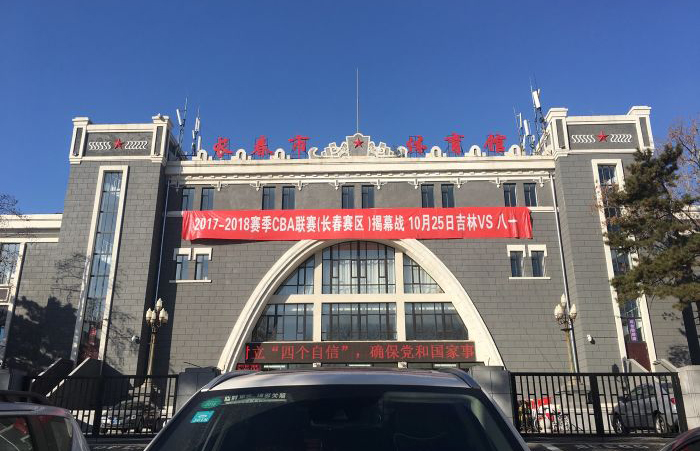 长春市体育馆
2017-2018赛季CBA联赛(长春赛区)揭幕战 10月25日吉林VS 八一
立“四个自信”，确保党和国家事